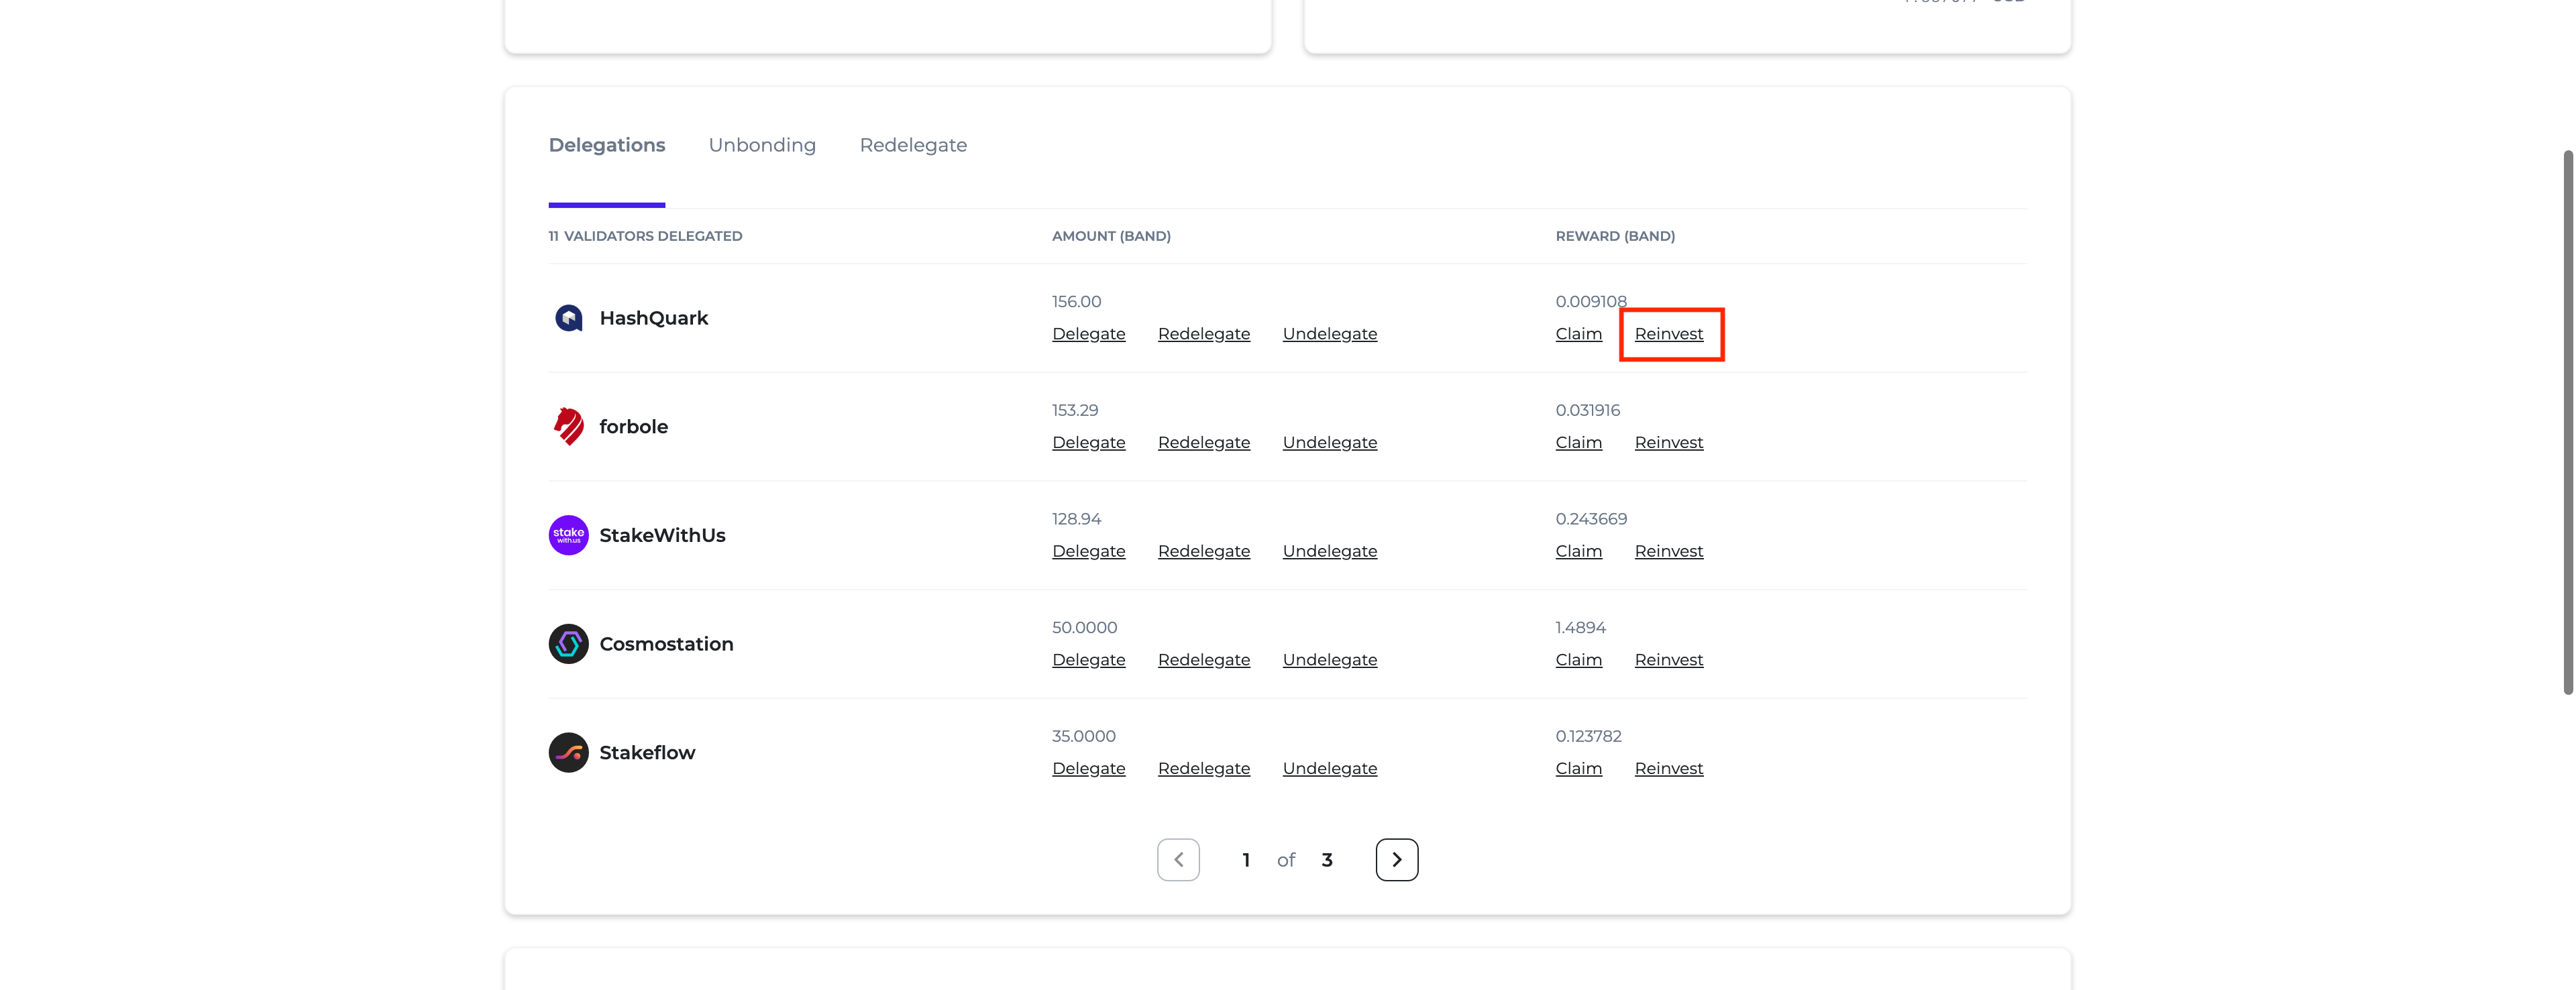 Delegations Unbonding Redelegate
11 VALIDATORS DELEGATED AMOUNT (BAND) REWARD (BAND)
HashQuark 156.00 0.009108
Delegate Redelegate Undelegate Claim Reinvest
forbole 153.29 0.031916
Delegate Redelegate Undelegate Claim Reinvest
stake
with.us
StakeWithUs 128.94 0.243669
Delegate Redelegate Undelegate Claim Reinvest
Cosmostation 50.0000 1.4894
Delegate Redelegate Undelegate Claim Reinvest
Stakeflow 35.0000 0.123782
Delegate Redelegate Undelegate Claim Reinvest
1 of 3